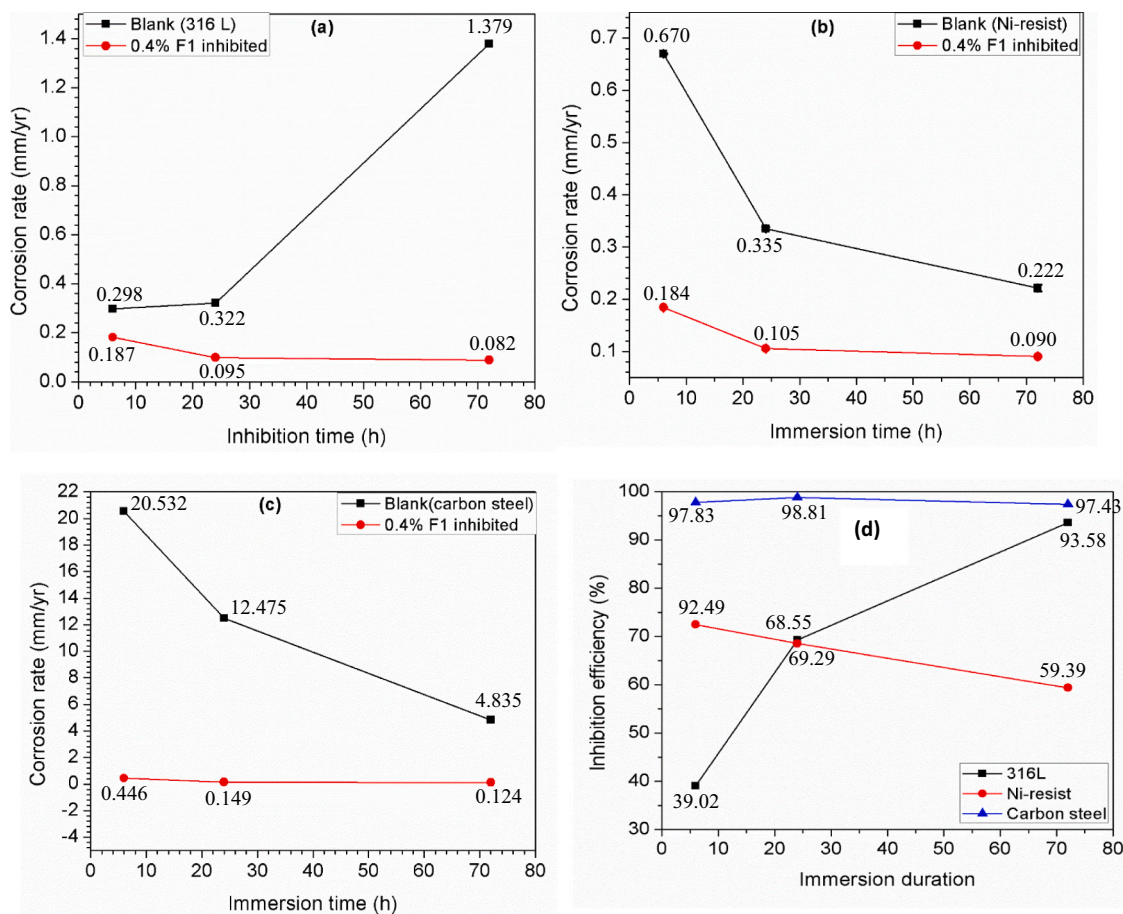 (a)
Blank (316 L)
0.4% F1 inhibited
1.379
0.298
0.322
0.187
0.095
0.082
Corrosion rate (mm/yr)
1.4
1.2
1.0
0.8
0.6
0.4
0.2
0.0
0 10 20 30 40 50 60 70 80
Inhibition time (h)
(b)
Blank (Ni-resist)
0.4% F1 inhibited
0.670
0.335
0.222
0.184
0.105
0.090
Corrosion rate (mm/yr)
0.7
0.6
0.5
0.4
0.3
0.2
0.1
0 10 20 30 40 50 60 70 80
Immersion time (h)
(c)
Blank(carbon steel)
0.4% F1 inhibited
20.532
12.475
4.835
0.446
0.149
0.124
Corrosion rate (mm/yr)
22
20
18
16
14
12
10
8
6
4
2
0
-2
-4
0 10 20 30 40 50 60 70 80
Immersion time (h)
(d)
97.83
98.81
97.43
93.58
92.49
68.55
69.29
59.39
39.02
316L
Ni-resist
Carbon steel
Inhibition efficiency (%)
100
90
80
70
60
50
40
30
0 10 20 30 40 50 60 70 80
Immersion duration